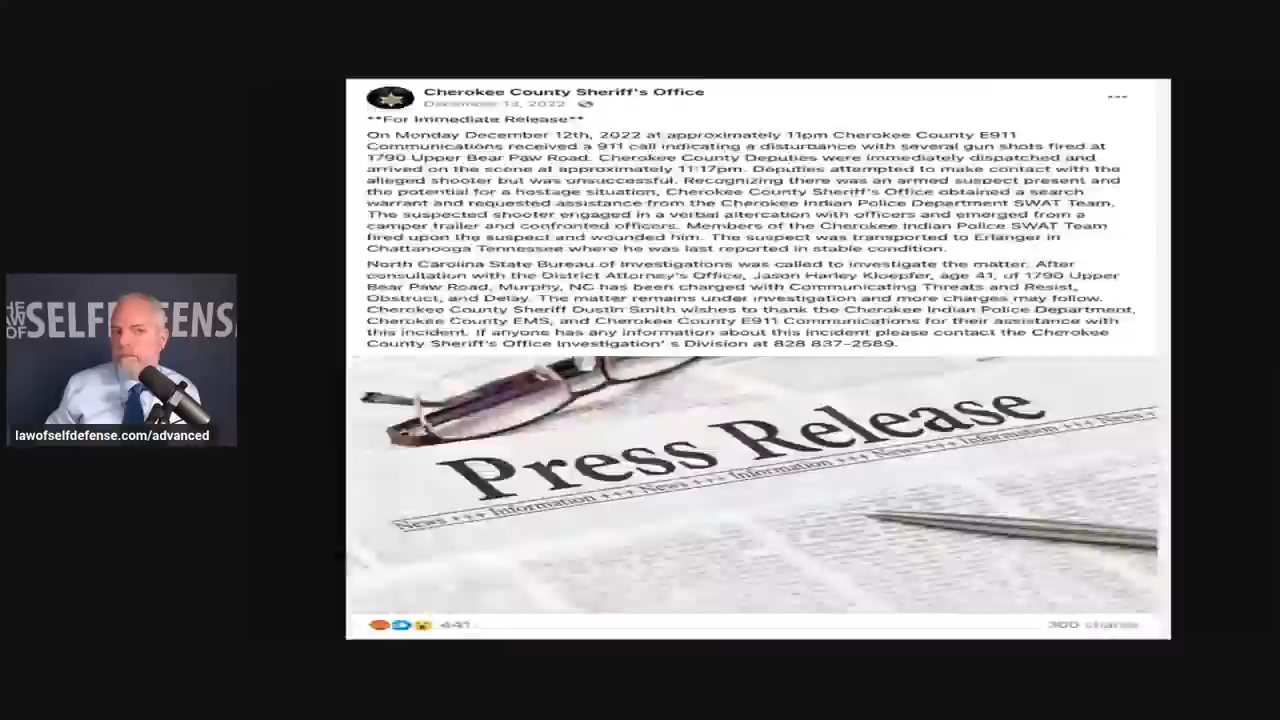 Cherokee County Sheriff's Office
December 13, 2022
**For Immediate Release**
On Monday December 12th, 2022 at approximately 11pm Cherokee County E911
Communications received a 911 call indicating a disturbance with several gun shots fired at
1790 Upper Bear Paw Road. Cherokee County Deputies were immediately dispatched and
arrived on the scene at approximately 11:17pm. Deputies attempted to make contact with the
alleged shooter but was unsuccessful. Recognizing there was an armed suspect present and
the potential for a hostage situation, Cherokee County Sheriff's Office obtained a search
warrant and requested assistance from the Cherokee Indian Police Department SWAT Team.
The suspected shooter engaged in a verbal altercation with officers and emerged from a
camper trailer and confronted officers. Members of the Cherokee Indian Police SWAT Team
fired upon the suspect and wounded him. The suspect was transported to Erlanger in
Chattanooga Tennessee where he was last reported in stable condition.
North Carolina State Bureau of Investigations was called to investigate the matter. After
consultation with the District Attorney's Office, Jason Harley Kloepfer, age 41, of 1790 Upper
Bear Paw Road, Murphy, NC has been charged with Communicating Threats and Resist,
Obstruct, and Delay. The matter remains under investigation and more charges may follow.
Cherokee County Sheriff Dustin Smith wishes to thank the Cherokee Indian Police Department,
Cherokee County EMS, and Cherokee County E911 Communications for their assistance with
this incident. If anyone has any information about this incident please contact the Cherokee
County Sheriff's Office Investigation' s Division at 828 837-2589.
Press Release
News +++ Information +++ News +++ Information +++ News +++ Information +++ News +
441
300 shares
OF SELF DEFENS
lawofselfdefense.com/advanced